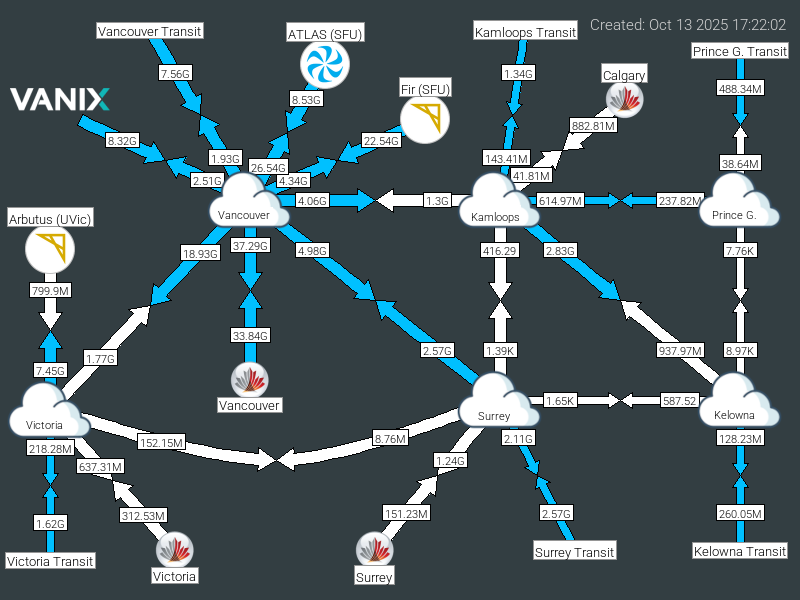 Created: Oct 13 2025 17:22:02
Vancouver Transit
ATLAS (SFU)
Kamloops Transit
Prince G. Transit
7.56G
1.34G
Calgary
488.34M
VANIX
8.53G
Fir (SFU)
882.81M
8.32G
22.54G
1.93G
26.54G
143.41M
38.64M
2.51G
4.34G
41.81M
4.06G
1.3G
614.97M
237.82M
Vancouver
Kamloops
Prince G.
Arbutus (UVic)
18.93G
37.29G
4.98G
416.29
2.83G
7.76K
799.9M
33.84G
1.77G
2.57G
1.39K
937.97M
8.97K
7.45G
Vancouver
1.65K
587.52
Victoria
Surrey
Kelowna
218.28M
152.15M
8.76M
2.11G
128.23M
637.31M
1.24G
1.62G
312.53M
151.23M
2.57G
260.05M
Victoria Transit
Victoria
Surrey
Surrey Transit
Kelowna Transit